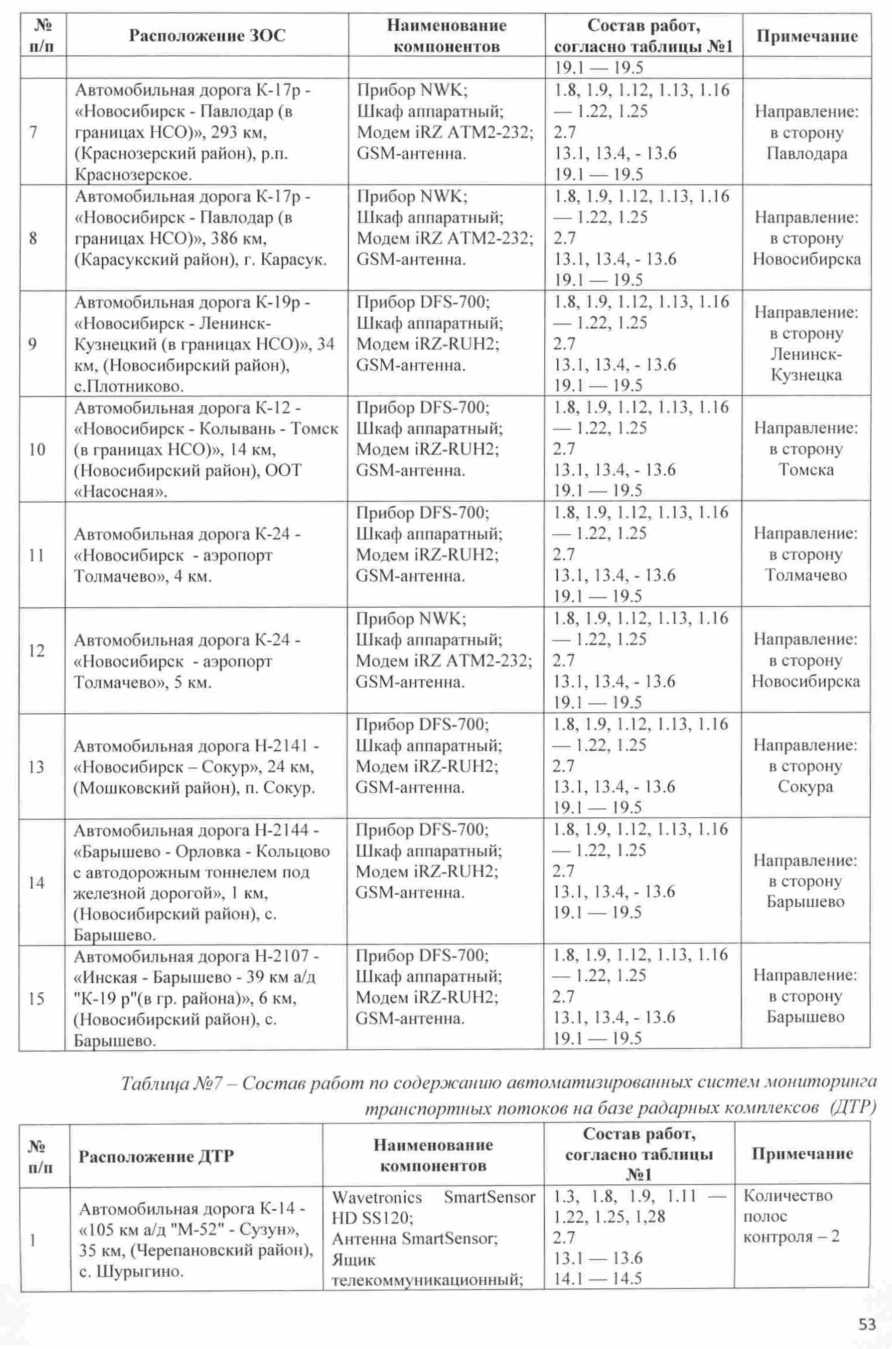 №
п/п
Расположение ЗОС
Наименование
компонентов
Состав работ,
согласно таблицы №1
Примечание
19.1 — 19.5
7
Автомобильная дорога К-17р -
«Новосибирск - Павлодар (в
границах НСО)», 293 км,
(Краснозерский район), р.п.
Краснозерское.
Прибор NWK;
Шкаф аппаратный;
Модем iRZ ATM2-232;
GSM-антенна.
1.8, 1.9, 1.12, 1.13, 1.16
— 1.22, 1.25
2.7
13.1, 13.4, - 13.6
19.1 — 19.5
Направление:
в сторону
Павлодара
8
Автомобильная дорога К-17р -
«Новосибирск - Павлодар (в
границах НСО)», 386 км,
(Карасукский район), г. Карасук.
Прибор NWK;
Шкаф аппаратный;
Модем iRZ ATM2-232;
GSM-антенна.
1.8, 1.9, 1.12, 1.13, 1.16
— 1.22, 1.25
2.7
13.1, 13.4, - 13.6
19.1 — 19.5
Направление:
в сторону
Новосибирска
9
Автомобильная дорога К-19р -
«Новосибирск - Ленинск-
Кузнецкий (в границах НСО)», 34
км, (Новосибирский район),
с.Плотниково.
Прибор DFS-700;
Шкаф аппаратный;
Модем iRZ-RUH2;
GSM-антенна.
1.8, 1.9, 1.12, 1.13, 1.16
— 1.22, 1.25
2.7
13.1, 13.4, - 13.6
19.1 — 19.5
Направление:
в сторону
Ленинск-
Кузнецка
10
Автомобильная дорога К-12 -
«Новосибирск - Колывань - Томск
(в границах НСО)», 14 км,
(Новосибирский район), ООТ
«Насосная».
Прибор DFS-700;
Шкаф аппаратный;
Модем iRZ-RUH2;
GSM-антенна.
1.8, 1.9, 1.12, 1.13, 1.16
— 1.22, 1.25
2.7
13.1, 13.4, - 13.6
19.1 — 19.5
Направление:
в сторону
Томска
11
Автомобильная дорога К-24 -
«Новосибирск - аэропорт
Толмачево», 4 км.
Прибор DFS-700;
Шкаф аппаратный;
Модем iRZ-RUH2;
GSM-антенна.
1.8, 1.9, 1.12, 1.13, 1.16
— 1.22, 1.25
2.7
13.1, 13.4, - 13.6
19.1 — 19.5
Направление:
в сторону
Толмачево
12
Автомобильная дорога К-24 -
«Новосибирск - аэропорт
Толмачево», 5 км.
Прибор NWK;
Шкаф аппаратный;
Модем iRZ ATM2-232;
GSM-антенна.
1.8, 1.9, 1.12, 1.13, 1.16
— 1.22, 1.25
2.7
13.1, 13.4, - 13.6
19.1 — 19.5
Направление:
в сторону
Новосибирска
13
Автомобильная дорога Н-2141 -
«Новосибирск – Сокур», 24 км,
(Мошковский район), п. Сокур.
Прибор DFS-700;
Шкаф аппаратный;
Модем iRZ-RUH2;
GSM-антенна.
1.8, 1.9, 1.12, 1.13, 1.16
— 1.22, 1.25
2.7
13.1, 13.4, - 13.6
19.1 — 19.5
Направление:
в сторону
Сокура
14
Автомобильная дорога Н-2144 -
«Барышево - Орловка - Кольцово
с автодорожным тоннелем под
железной дорогой», 1 км,
(Новосибирский район), с.
Барышево.
Прибор DFS-700;
Шкаф аппаратный;
Модем iRZ-RUH2;
GSM-антенна.
1.8, 1.9, 1.12, 1.13, 1.16
— 1.22, 1.25
2.7
13.1, 13.4, - 13.6
19.1 — 19.5
Направление:
в сторону
Барышево
15
Автомобильная дорога Н-2107 -
«Инская - Барышево - 39 км а/д
"К-19 р"(в гр. района)», 6 км,
(Новосибирский район), с.
Барышево.
Прибор DFS-700;
Шкаф аппаратный;
Модем iRZ-RUH2;
GSM-антенна.
1.8, 1.9, 1.12, 1.13, 1.16
— 1.22, 1.25
2.7
13.1, 13.4, - 13.6
19.1 — 19.5
Направление:
в сторону
Барышево
Таблица №7 – Состав работ по содержанию автоматизированных систем мониторинга
транспортных потоков на базе радарных комплексов (ДТР)
№
п/п
Расположение ДТР
Наименование
компонентов
Состав работ,
согласно таблицы
№1
Примечание
1
Автомобильная дорога К-14 -
«105 км а/д "М-52" - Сузун»,
35 км, (Черепановский район),
с. Шурыгино.
Wavetronics SmartSensor
HD SS120;
Антенна SmartSensor;
Ящик
телекоммуникационный;
1.3, 1.8, 1.9, 1.11 —
1.22, 1.25, 1,28
2.7
13.1 — 13.6
14.1 — 14.5
Количество
полос
контроля – 2
53